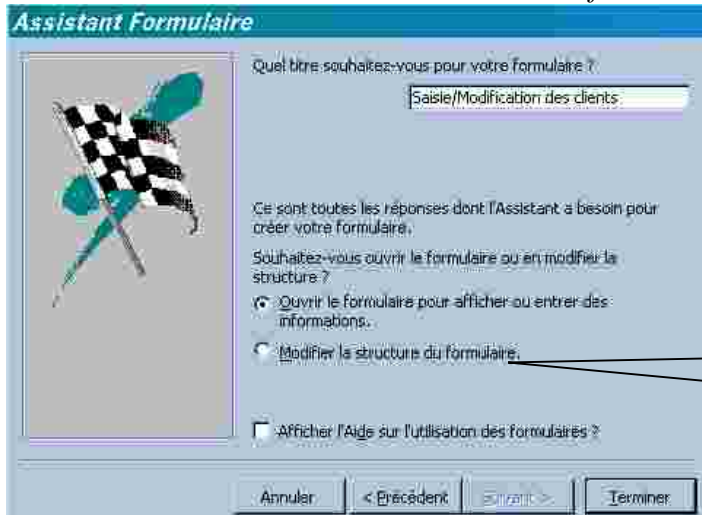 Assistant Formulaire
Quel titre souhaitez-vous pour votre formulaire ?
Saisie/Modification des clients
Ce sont toutes les réponses dont l'Assistant a besoin pour
créer votre formulaire.
Souhaitez-vous ouvrir le formulaire ou en modifier la
structure ?
Ouvrir le formulaire pour afficher ou entrer des
informations.
Modifier la structure du formulaire.
Afficher l'Aide sur l'utilisation des formulaires ?
Annuler < Précédent Suivant > Terminer